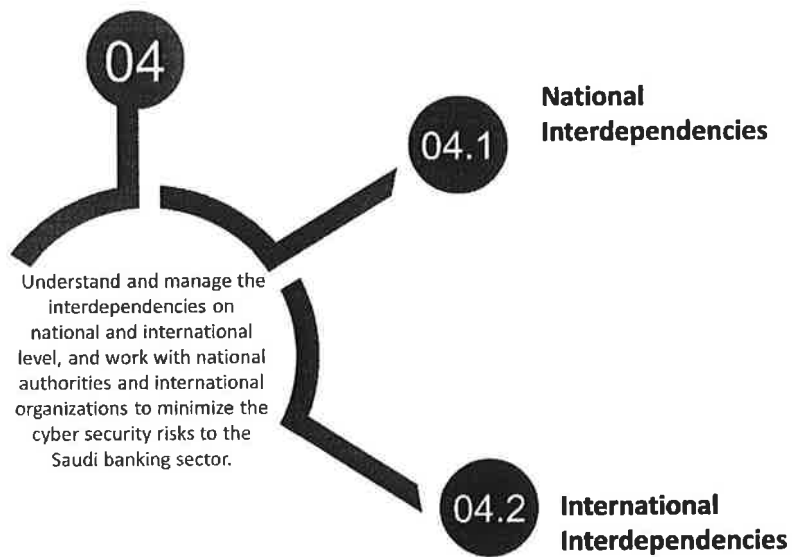 04
Understand and manage the
interdependencies on
national and international
level, and work with national
authorities and international
organizations to minimize the
cyber security risks to the
Saudi banking sector.
04.1
National
Interdependencies
04.2
International
Interdependencies